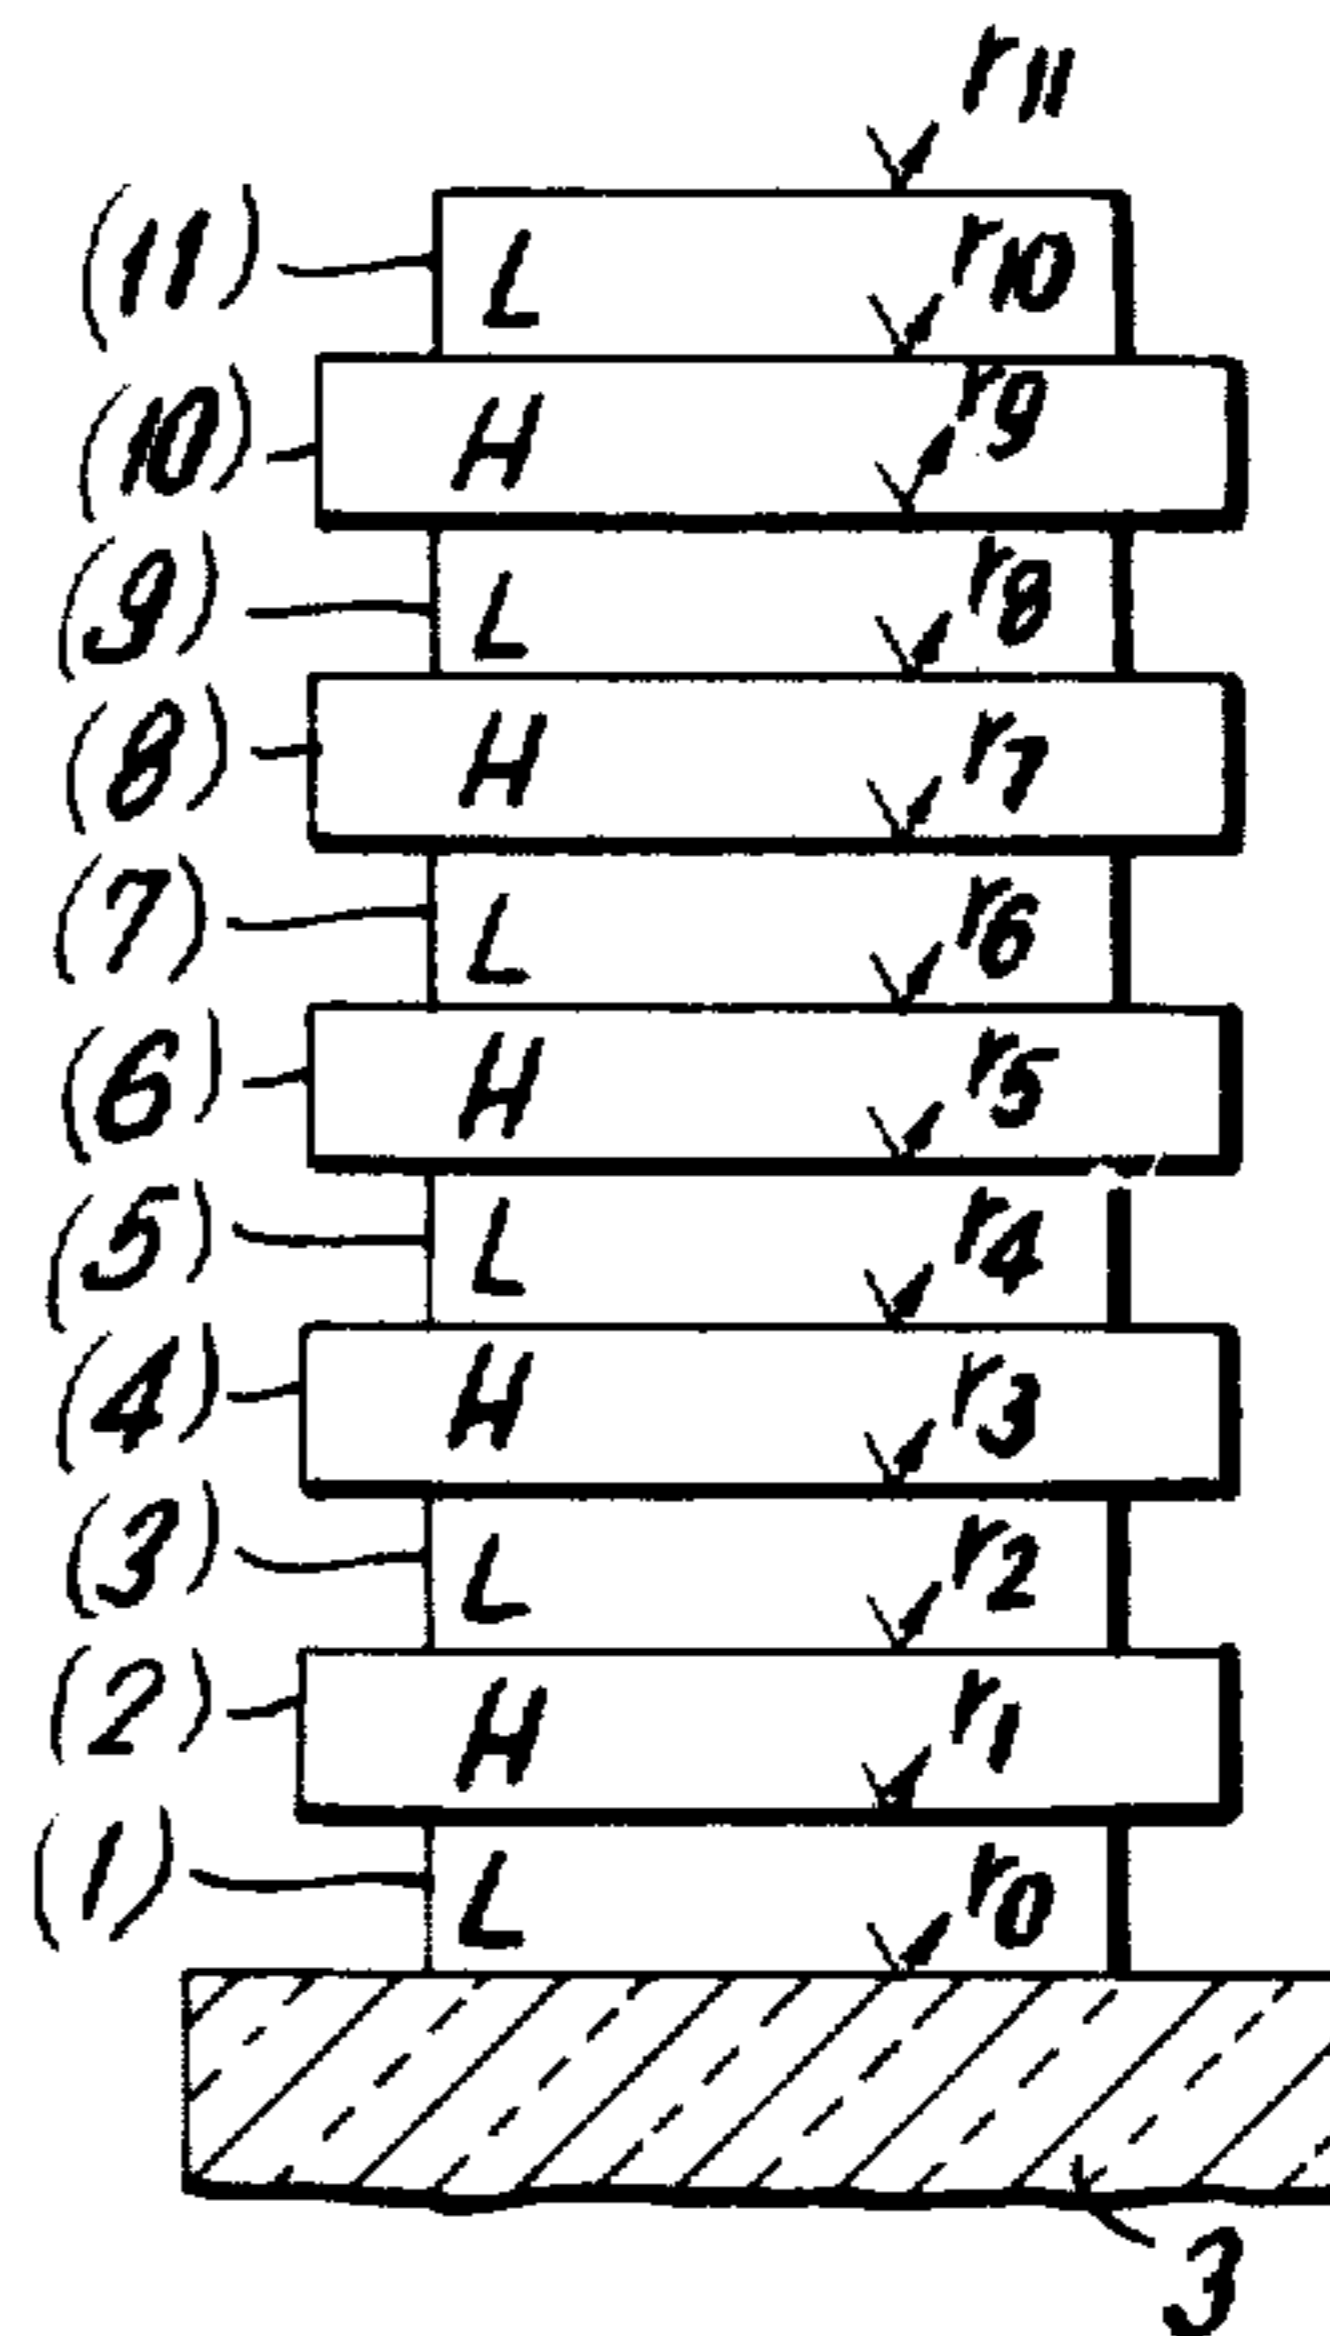 r11
(11) L r10
(10) H r9
(9) L r8
(8) H r7
(7) L r6
(6) H r5
(5) L r4
(4) H r3
(3) L r2
(2) H r1
(1) L r0
3